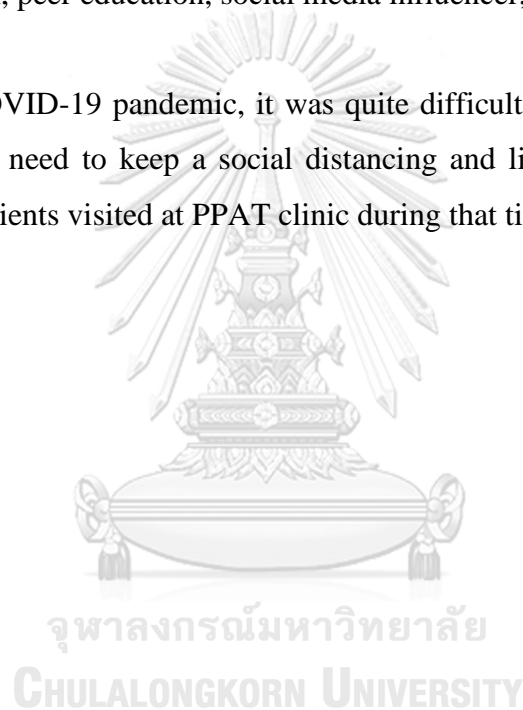 , peer education, social media influencer,
OVID-19 pandemic, it was quite difficult
need to keep a social distancing and li
ients visited at PPAT clinic during that ti
จุฬาลงกรณ์มหาวิทยาลัย
CHULALONGKORN UNIVERSITY